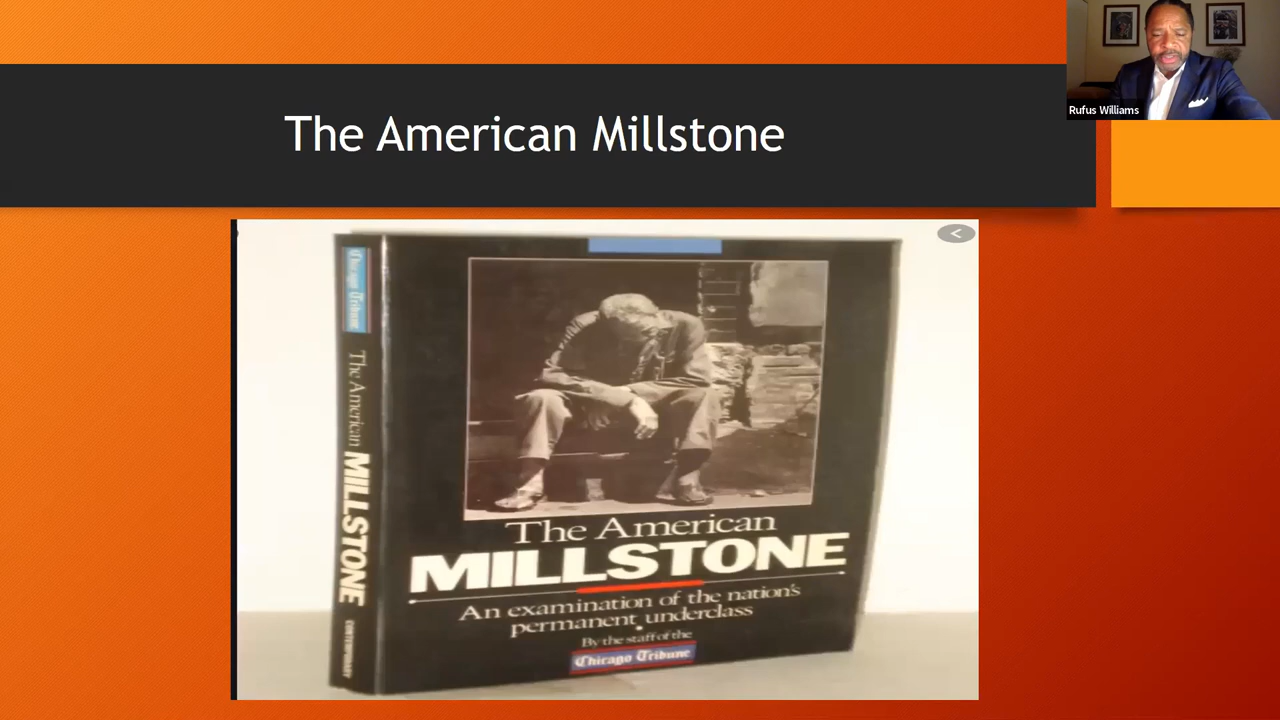 The American Millstone
Rufus Williams
Chicago Tribune
The American MILLSTONE
CONTEMPORARY
The American
MILLSTONE
An examination of the nation's
permanent underclass
By the staff of the
Chicago Tribune